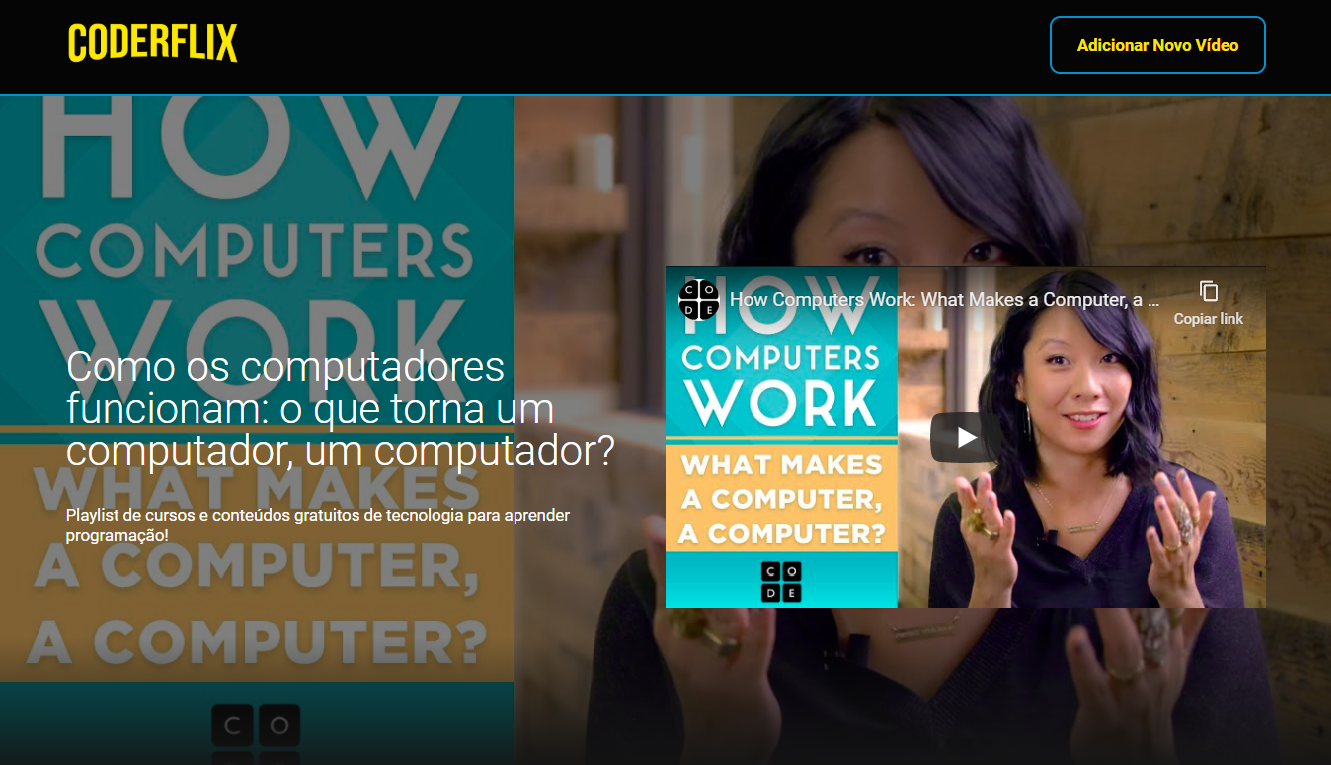 CODERFLIX
Adicionar Novo Vídeo
HOW
COMPUTERS
WORK
Como os computadores
funcionam: o que torna um
computador, um computador?
WHAT MAKES
A COMPUTER,
A COMPUTER?
Playlist de cursos e conteúdos gratuitos de tecnologia para aprender
programação!
C O
C O
D E
How Computers Work: What Makes a Computer, a ...
Copiar link
HOW
COMPUTERS
WORK
WHAT MAKES
A COMPUTER,
A COMPUTER?
C O
D E